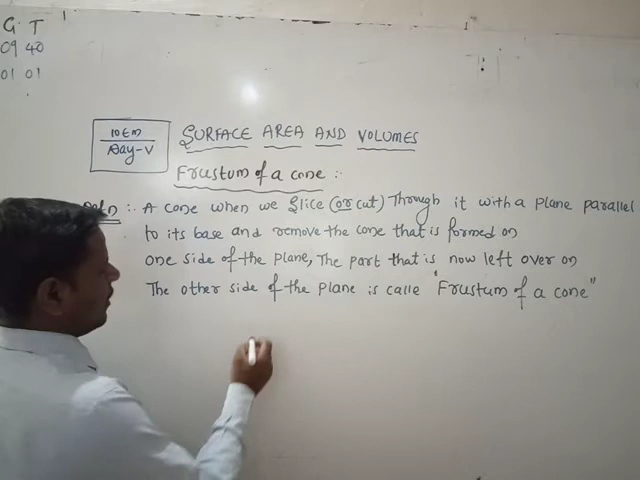 G T
09 40
01 01
10EM
Day-V
SURFACE AREA AND VOLUMES
Frustum of a cone :-
Defn :- A cone when we slice (or cut) Through it with a plane parallel
to its base and remove the cone that is formed on
one side of the plane, The part that is now left over on
The other side of the plane is calle "Frustum of a cone"